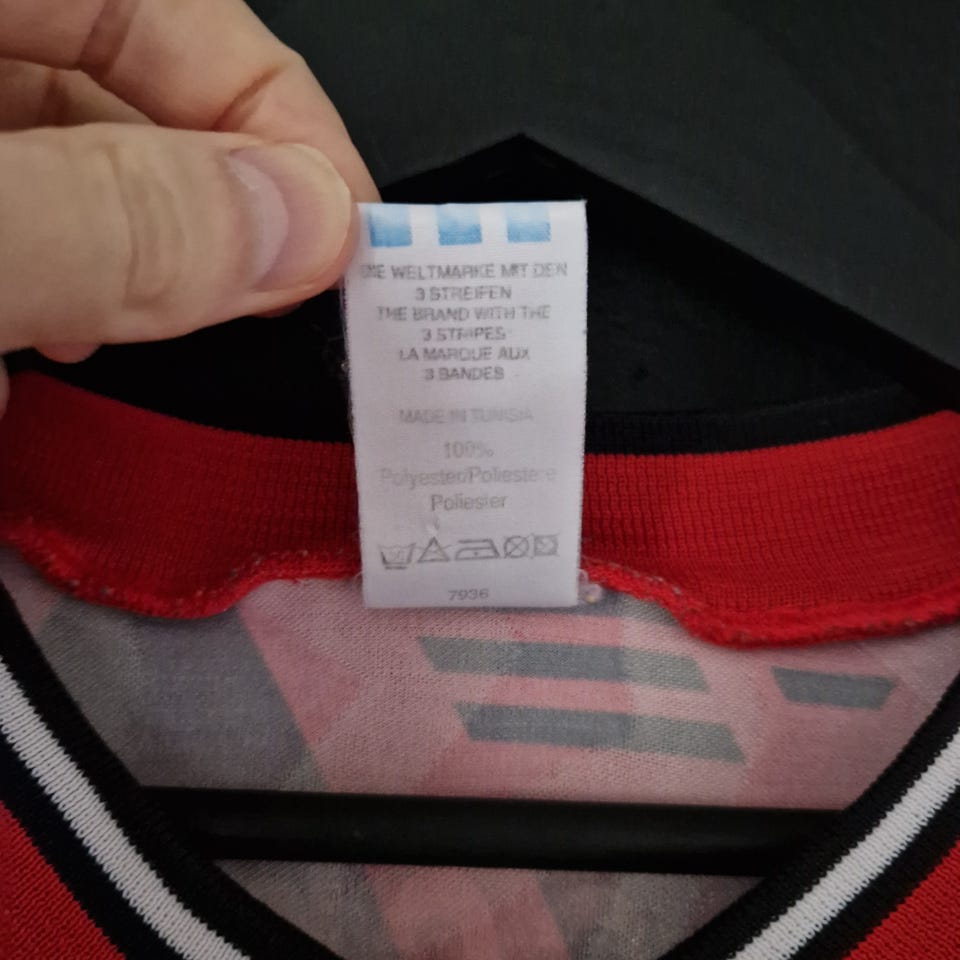 WELTMARKE MIT DEN
3 STREIFEN
THE BRAND WITH THE
3 STRIPES
LA MARQUE AUX
3 BANDES
MADE IN TUNISIA
100%
Polyester/Poliestere
Poliester
7936